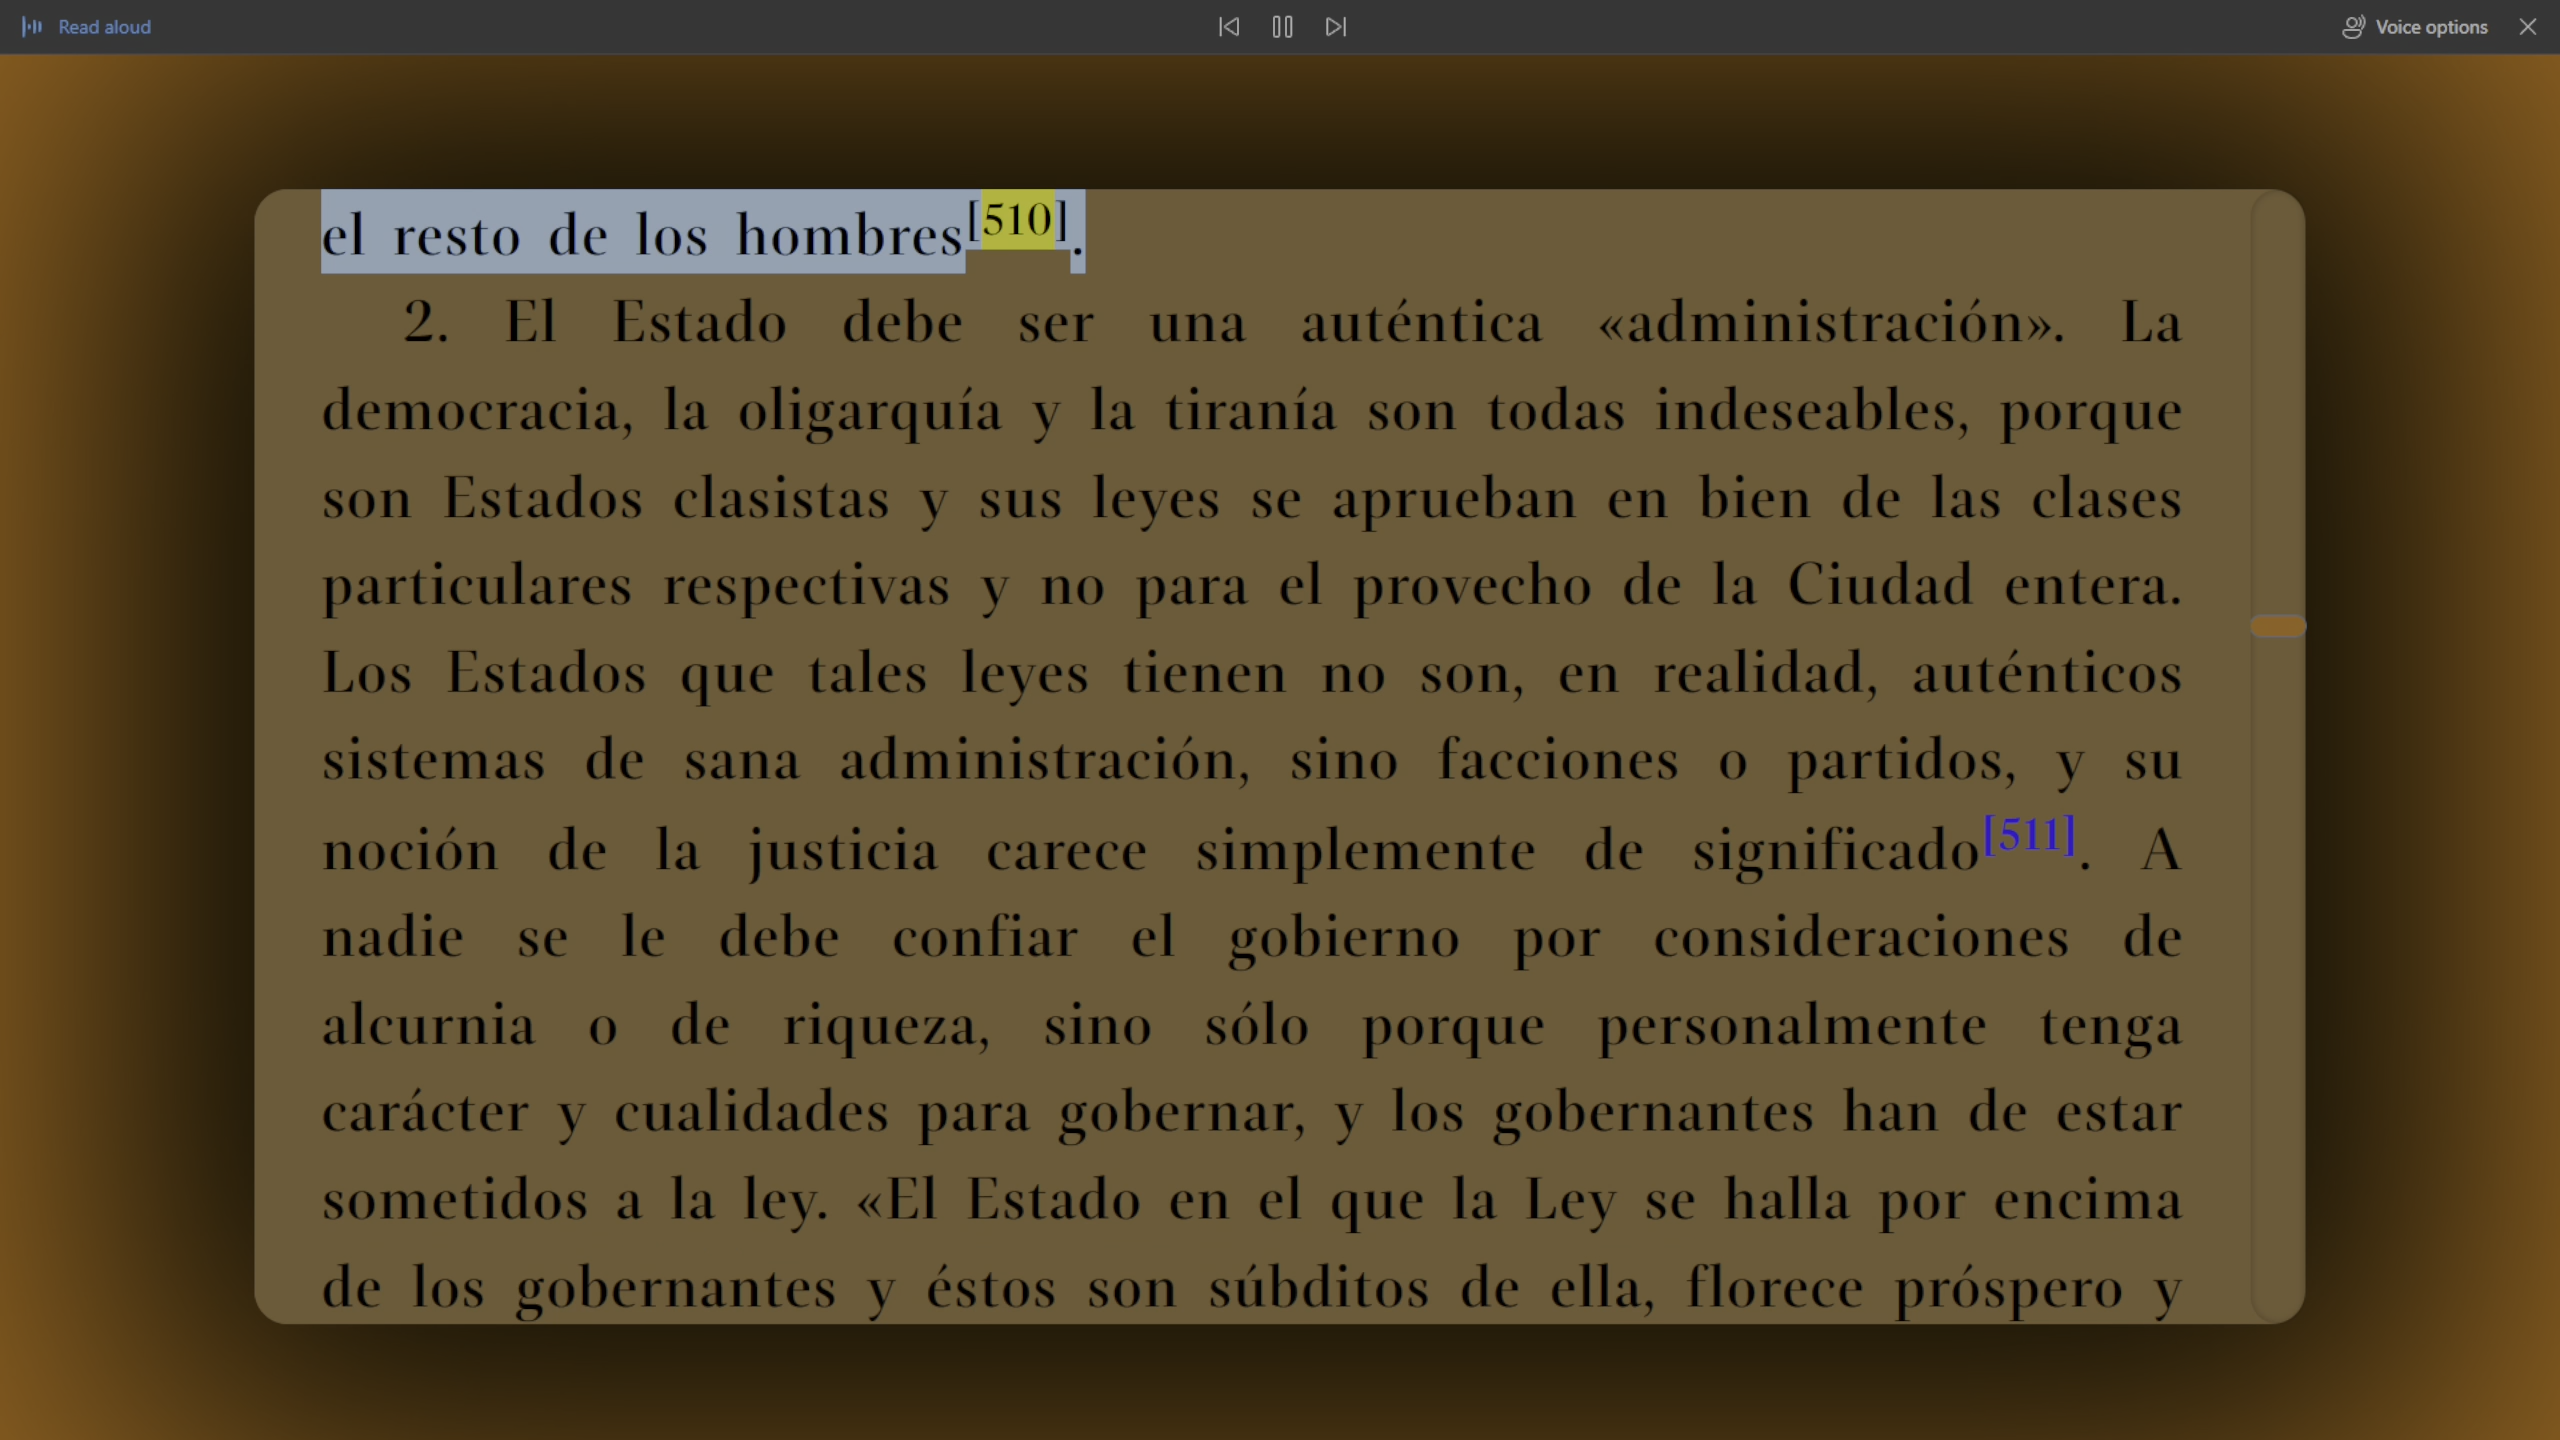 Read aloud
Voice options
el resto de los hombres[510].
2. El Estado debe ser una auténtica «administración». La
democracia, la oligarquía y la tiranía son todas indeseables, porque
son Estados clasistas y sus leyes se aprueban en bien de las clases
particulares respectivas y no para el provecho de la Ciudad entera.
Los Estados que tales leyes tienen no son, en realidad, auténticos
sistemas de sana administración, sino facciones o partidos, y su
noción de la justicia carece simplemente de significado[511]. A
nadie se le debe confiar el gobierno por consideraciones de
alcurnia o de riqueza, sino sólo porque personalmente tenga
carácter y cualidades para gobernar, y los gobernantes han de estar
sometidos a la ley. «El Estado en el que la Ley se halla por encima
de los gobernantes y éstos son súbditos de ella, florece próspero y